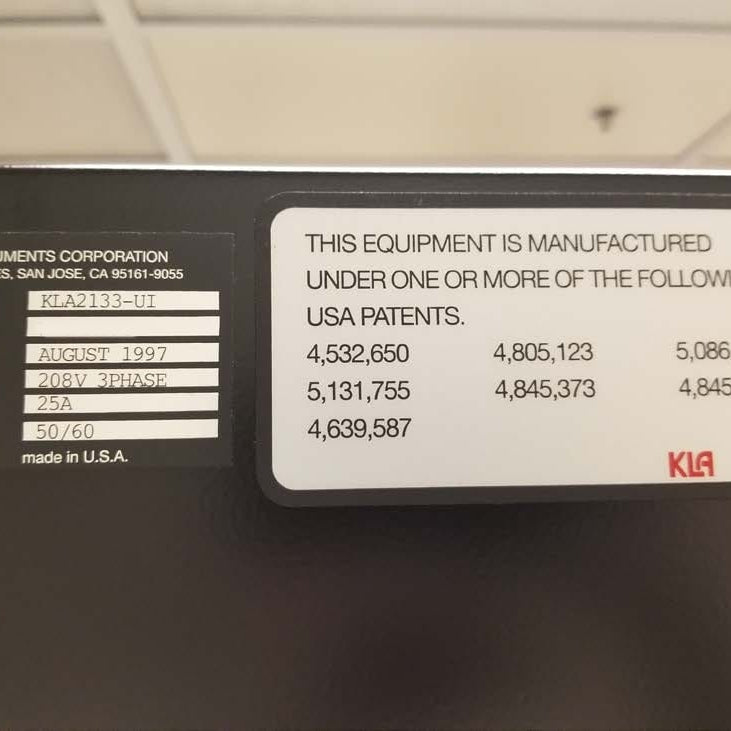 UMENTS CORPORATION
ES, SAN JOSE, CA 95161-9055
KLA2133-UI
AUGUST 1997
208V 3PHASE
25A
50/60
made in U.S.A.
THIS EQUIPMENT IS MANUFACTURED
UNDER ONE OR MORE OF THE FOLLOWI
USA PATENTS.
4,532,650 4,805,123 5,086
5,131,755 4,845,373 4,845
4,639,587
KLA